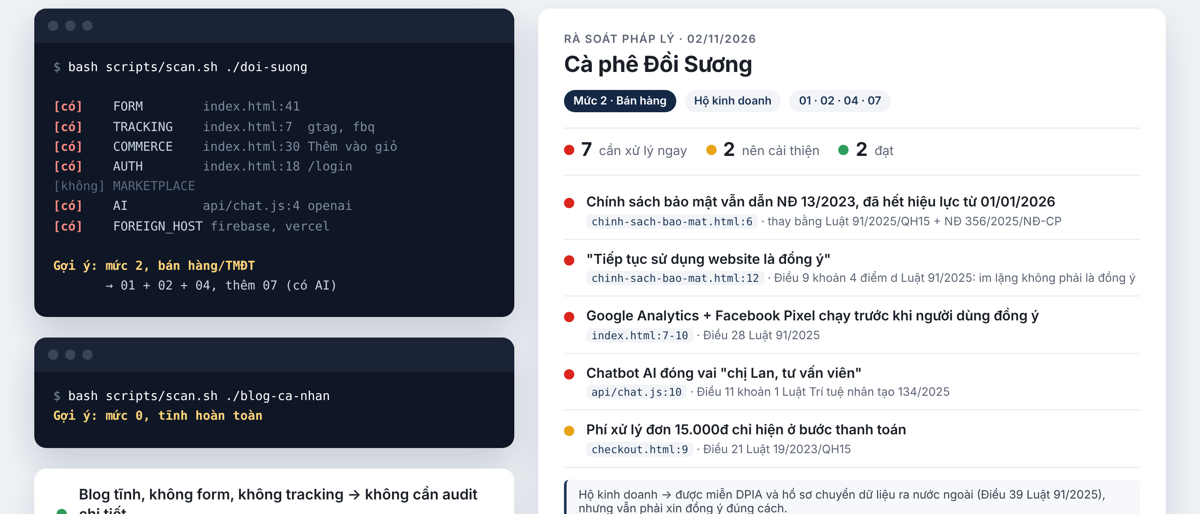 $ bash scripts/scan.sh ./doi-suong
[có] FORM index.html:41
[có] TRACKING index.html:7 gtag, fbq
[có] COMMERCE index.html:30 Thêm vào giỏ
[có] AUTH index.html:18 /login
[không] MARKETPLACE
[có] AI api/chat.js:4 openai
[có] FOREIGN_HOST firebase, vercel
Gợi ý: mức 2, bán hàng/TMĐT
→ 01 + 02 + 04, thêm 07 (có AI)
$ bash scripts/scan.sh ./blog-ca-nhan
Gợi ý: mức 0, tĩnh hoàn toàn
Blog tĩnh, không form, không tracking → không cần audit
chi tiết
RÀ SOÁT PHÁP LÝ · 02/11/2026
Cà phê Đồi Sương
Mức 2 · Bán hàng
Hộ kinh doanh
01 · 02 · 04 · 07
7 cần xử lý ngay
2 nên cải thiện
2 đạt
Chính sách bảo mật vẫn dẫn NĐ 13/2023, đã hết hiệu lực từ 01/01/2026
chinh-sach-bao-mat.html:6 · thay bằng Luật 91/2025/QH15 + NĐ 356/2025/NĐ-CP
"Tiếp tục sử dụng website là đồng ý"
chinh-sach-bao-mat.html:12 · Điều 9 khoản 4 điểm d Luật 91/2025: im lặng không phải là đồng ý
Google Analytics + Facebook Pixel chạy trước khi người dùng đồng ý
index.html:7-10 · Điều 28 Luật 91/2025
Chatbot AI đóng vai "chị Lan, tư vấn viên"
api/chat.js:10 · Điều 11 khoản 1 Luật Trí tuệ nhân tạo 134/2025
Phí xử lý đơn 15.000đ chỉ hiện ở bước thanh toán
checkout.html:9 · Điều 21 Luật 19/2023/QH15
Hộ kinh doanh → được miễn DPIA và hồ sơ chuyển dữ liệu ra nước ngoài (Điều 39 Luật 91/2025),
nhưng vẫn phải xin đồng ý đúng cách.